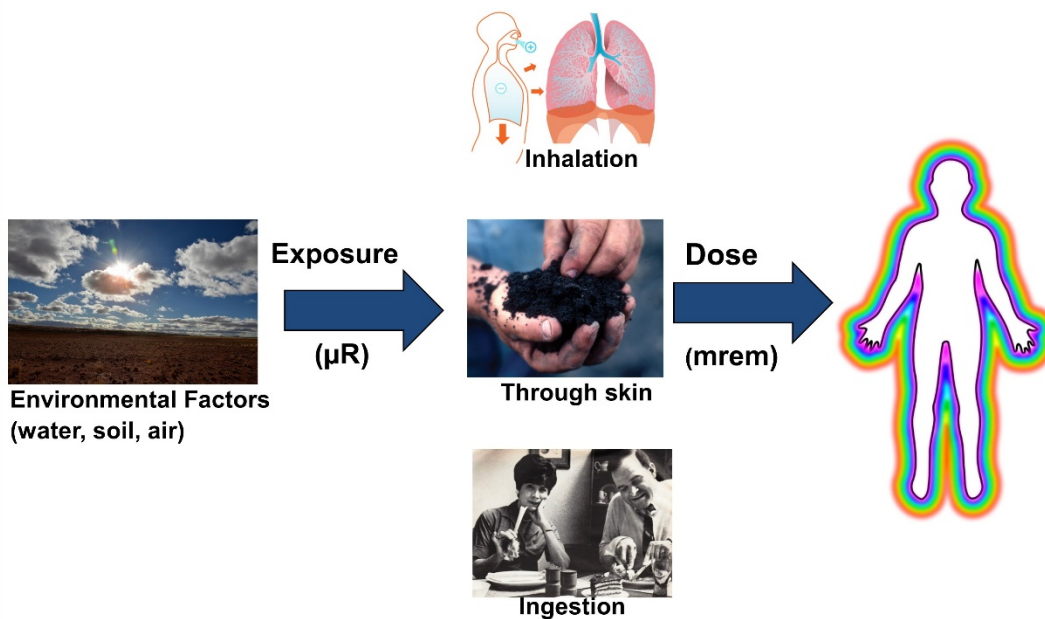 Inhalation
Exposure
(µR)
Environmental Factors
(water, soil, air)
Through skin
Dose
(mrem)
Ingestion